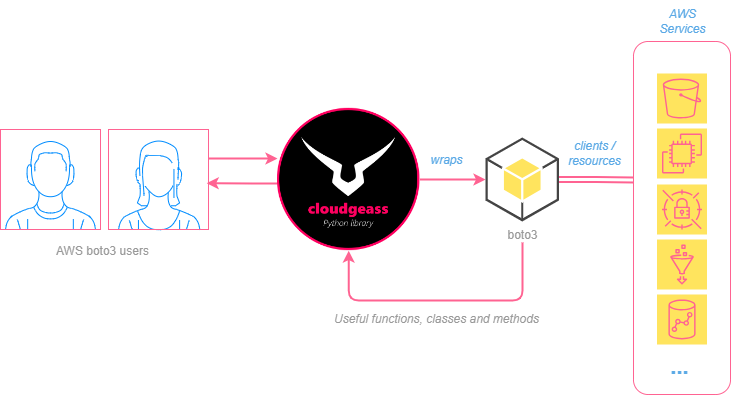 AWS
Services
clients /
resources
wraps
cloudgeass
Python library
boto3
AWS boto3 users
Useful functions, classes and methods
...